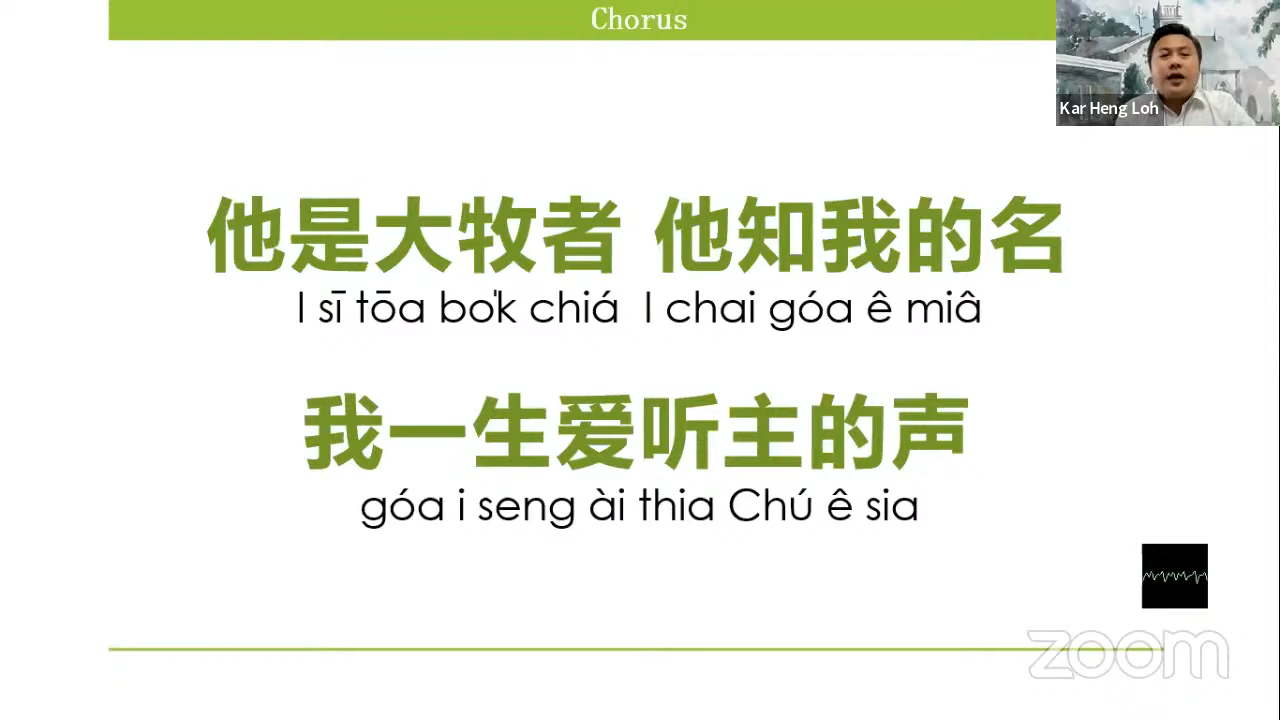 Chorus
Kar Heng Loh
他是大牧者 他知我的名
I sī tōa bo̍k chiá I chai góa ê miâ
我一生爱听主的声
góa i seng ài thia Chú ê sia
zoom